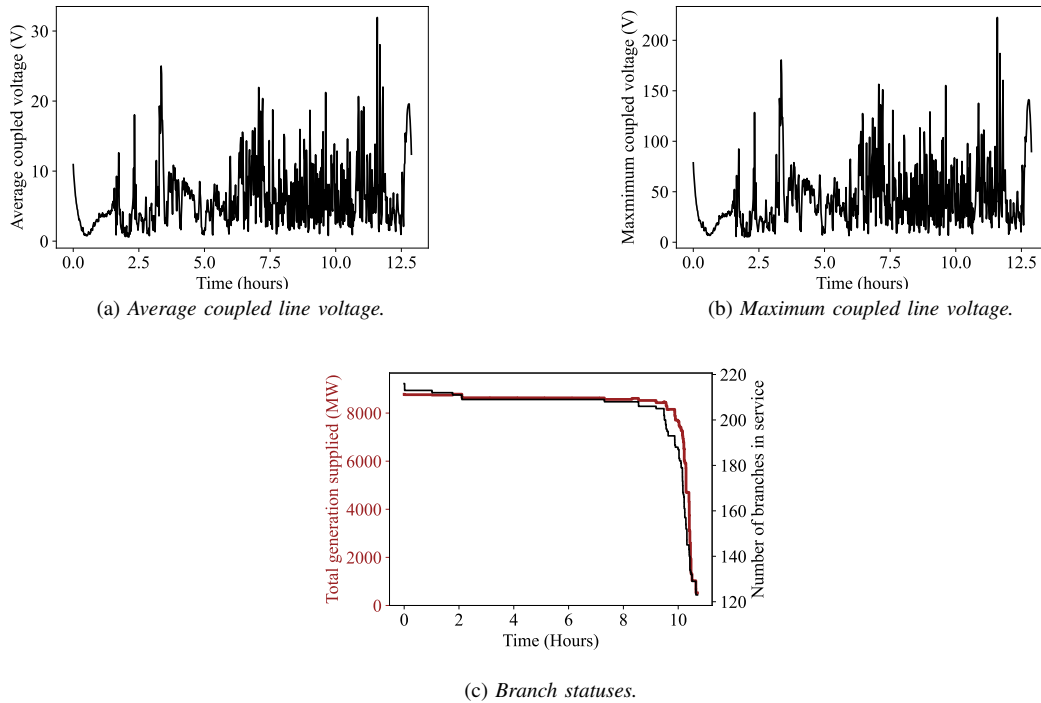 Average coupled voltage (V)
30
20
10
0
0.0 2.5 5.0 7.5 10.0 12.5
Time (hours)
(a) Average coupled line voltage.
Maxmimum coupled voltage (V)
200
150
100
50
0
0.0 2.5 5.0 7.5 10.0 12.5
Time (hours)
(b) Maximum coupled line voltage.
Total generation supplied (MW)
8000
6000
4000
2000
0
220
200
180
160
140
120
Number of branches in service
0 2 4 6 8 10
Time (Hours)
(c) Branch statuses.